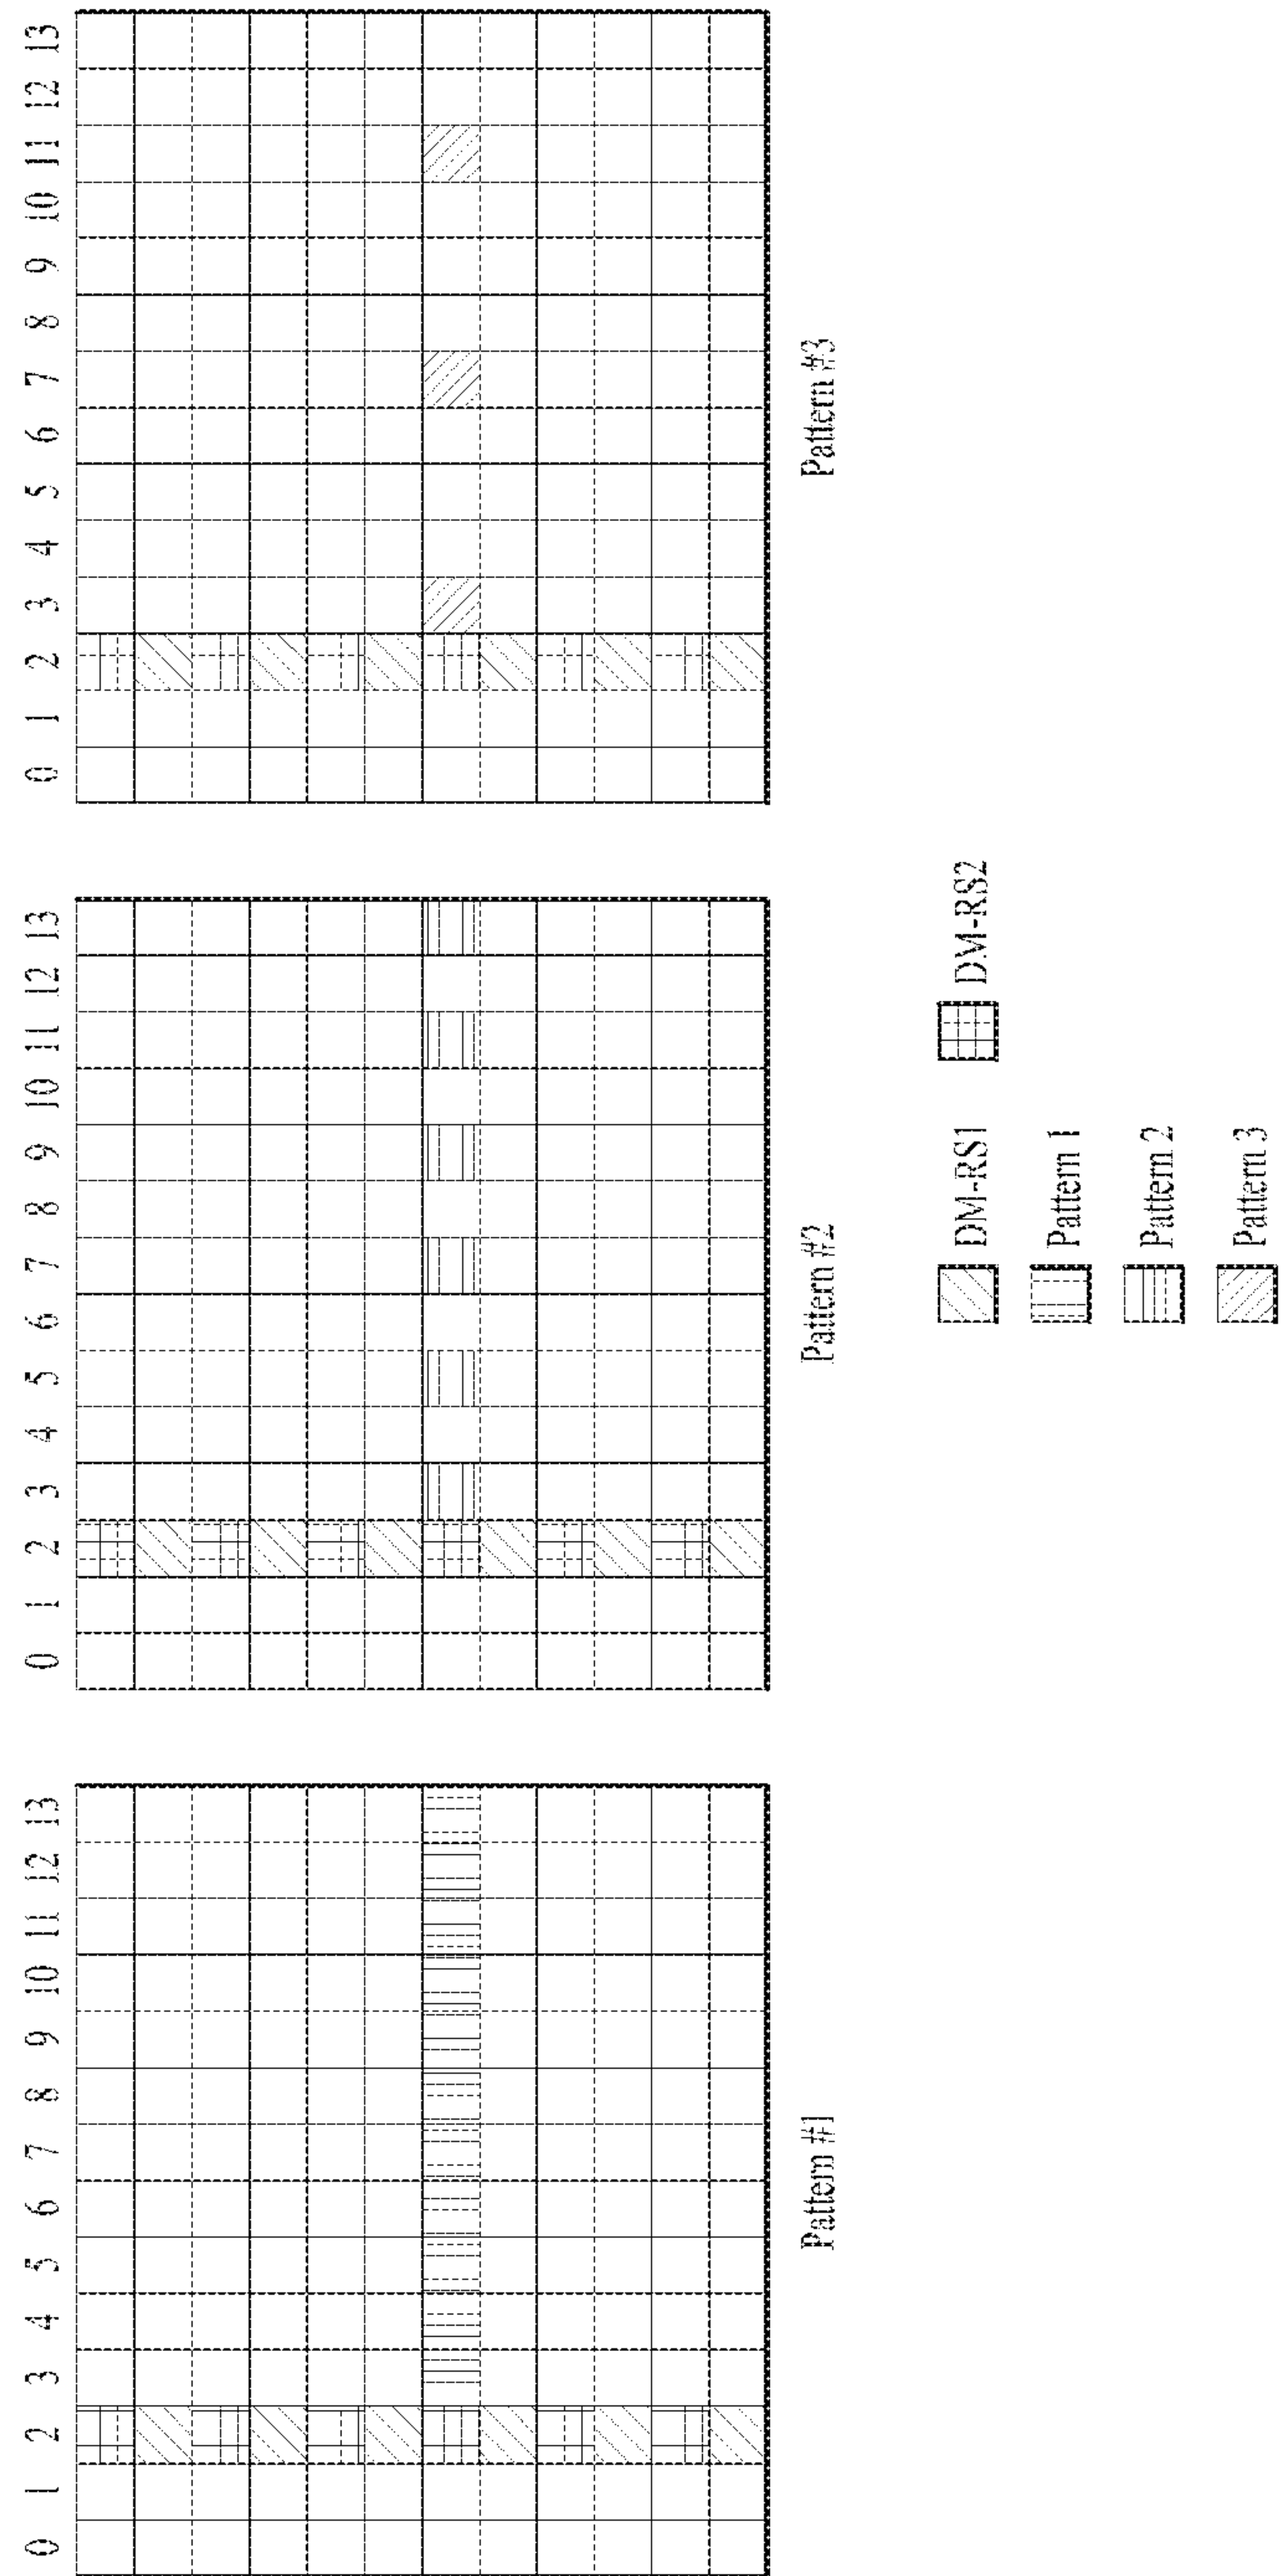 0 1 2 3 4 5 6 7 8 9 10 11 12 13
Pattern #1
0 1 2 3 4 5 6 7 8 9 10 11 12 13
Pattern #2
0 1 2 3 4 5 6 7 8 9 10 11 12 13
Pattern #3
DM-RS1 DM-RS2
Pattern 1
Pattern 2
Pattern 3